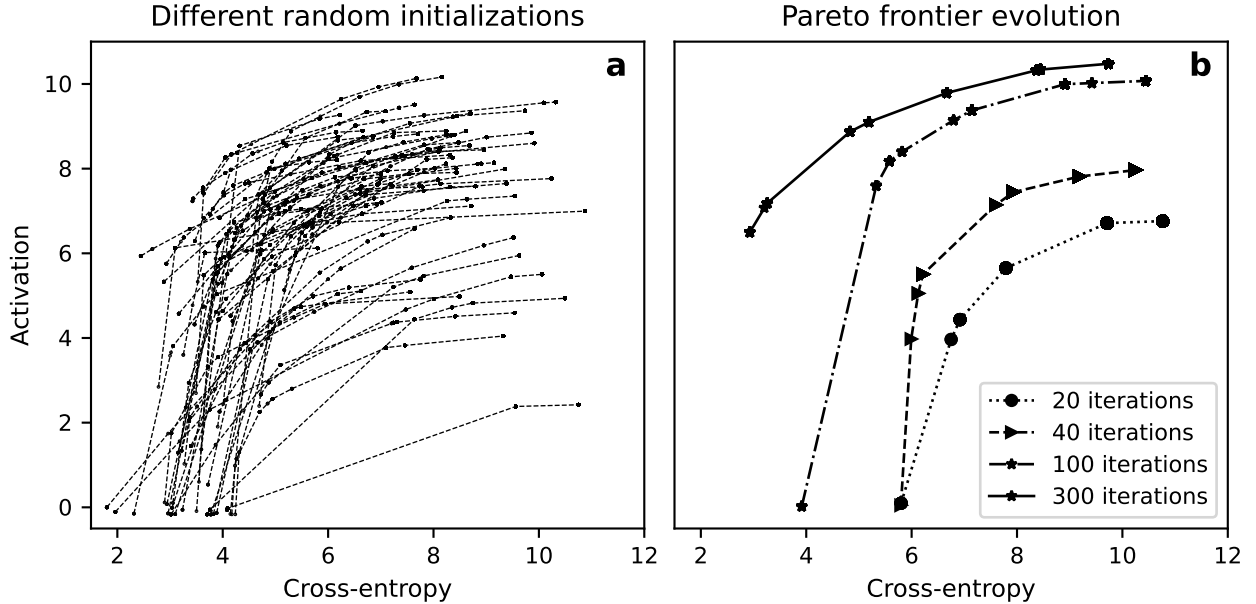 Different random initializations
Pareto frontier evolution
a
b
10
8
6
4
2
0
Activation
2 4 6 8 10 12
2 4 6 8 10 12
Cross-entropy
Cross-entropy
20 iterations
40 iterations
100 iterations
300 iterations